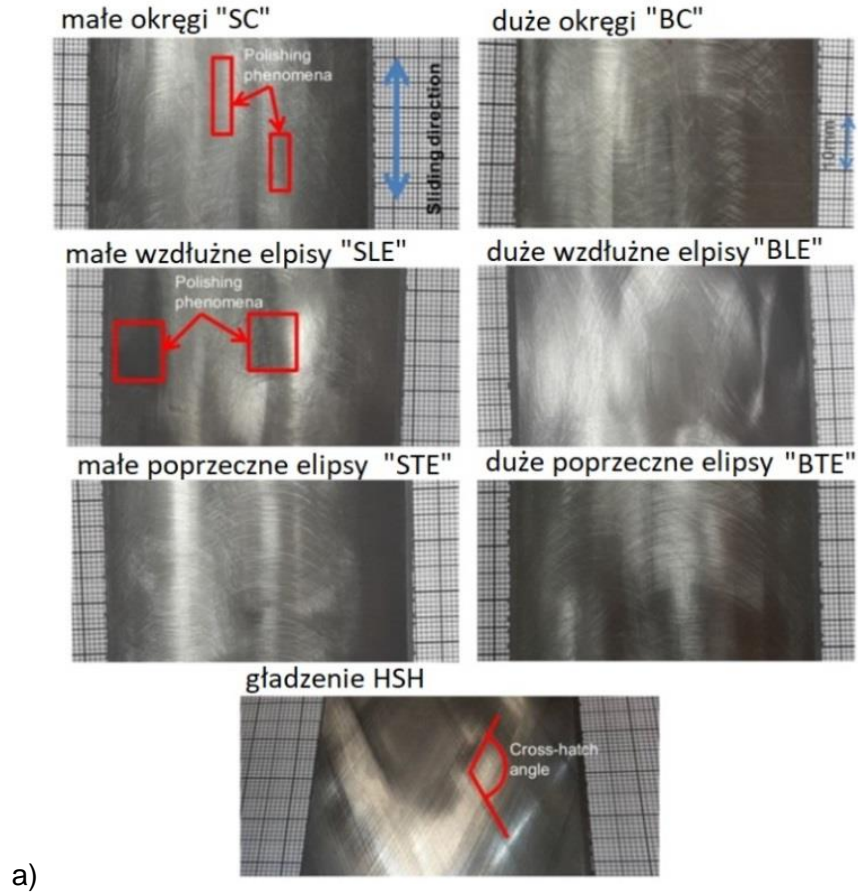 małe okręgi "SC"
duże okręgi "BC"
Polishing
phenomena
Sliding direction
10mm
małe wzdłużne elpisy "SLE"
duże wzdłużne elpisy "BLE"
Polishing
phenomena
małe poprzeczne elipsy "STE"
duże poprzeczne elipsy "BTE"
gładzenie HSH
Cross-hatch
angle
a)